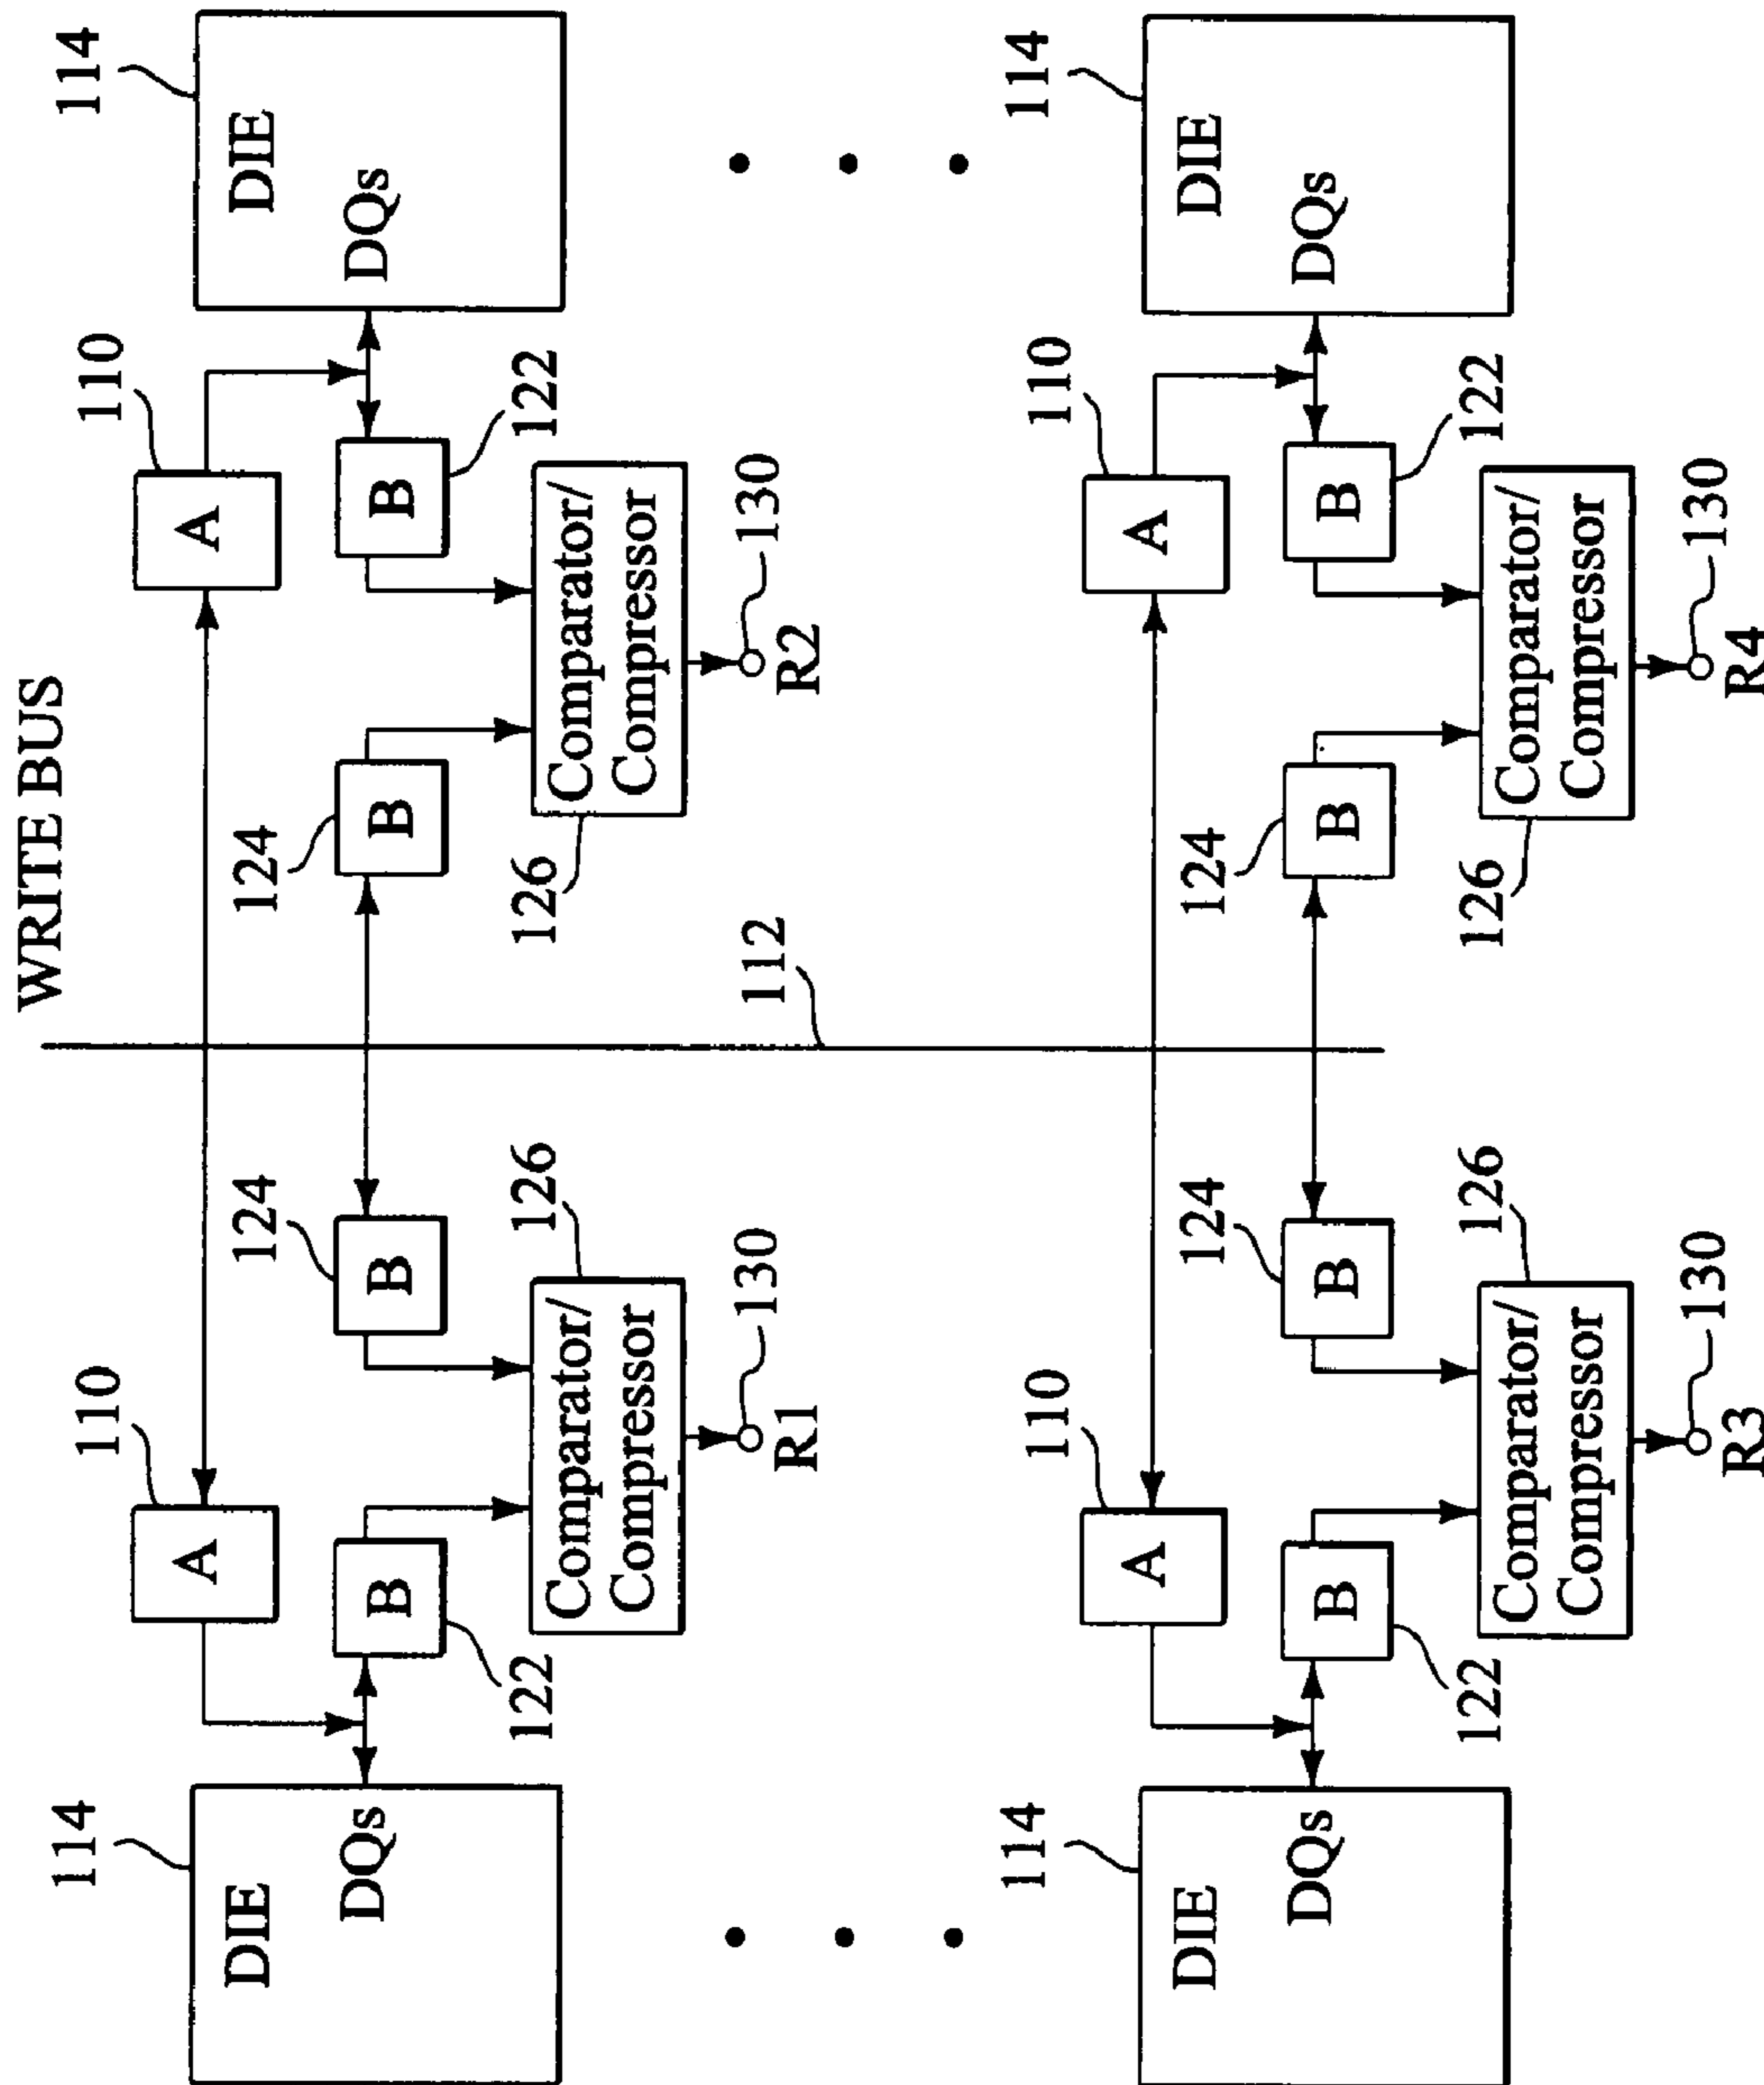 WRITE BUS
114 110 110 114
A A
DIE 124 124 DIE
DQs B B B B DQs
122 126 126 122
Comparator/ Comparator/
Compressor Compressor
130 112 130
R1 R2
114 110 110 114
A A
DIE 124 124 DIE
DQs B B B B DQs
122 126 126 122
Comparator/ Comparator/
Compressor Compressor
130 130
R3 R4